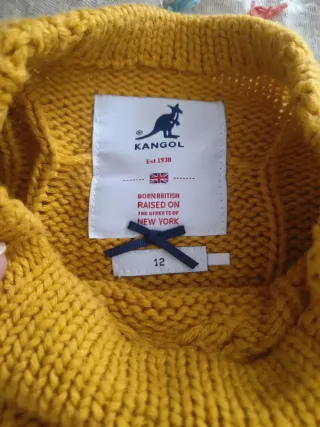 ®
KANGOL
Est 1938
BORN BRITISH
RAISED ON
THE STREETS OF
NEW YORK
12